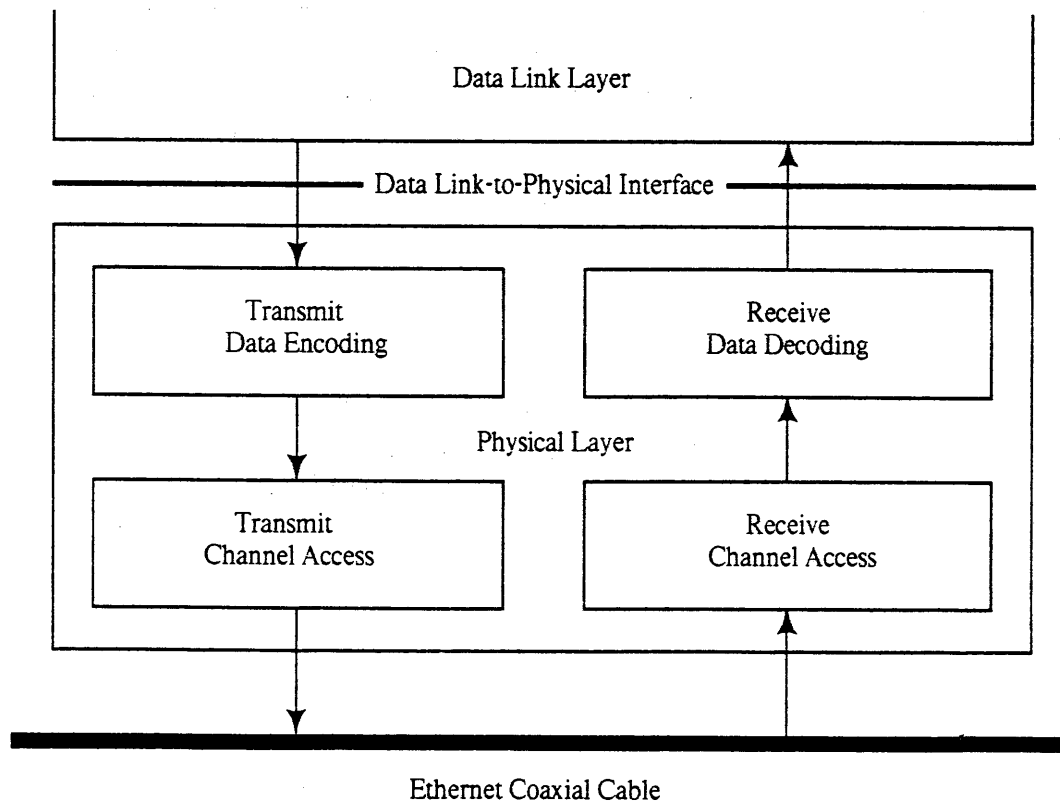 Data Link Layer
Data Link-to-Physical Interface
Transmit
Data Encoding
Receive
Data Decoding
Physical Layer
Transmit
Channel Access
Receive
Channel Access
Ethernet Coaxial Cable